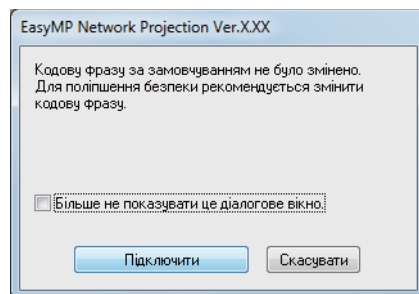 EasyMP Network Projection Ver.X.XX
Кодову фразу за замовчуванням не було змінено.
Для поліпшення безпеки рекомендується змінити
кодову фразу.
Більше не показувати це діалогове вікно.
Підключити
Скасувати